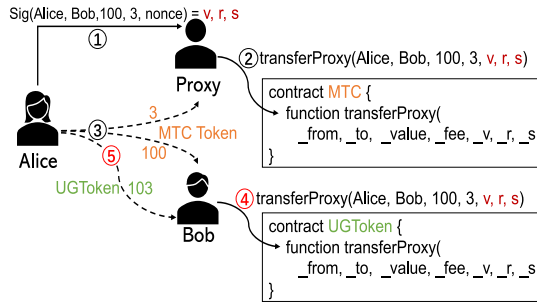 Sig(Alice, Bob,100, 3, nonce) = v, r, s
①
Proxy
② transferProxy(Alice, Bob, 100, 3, v, r, s)
contract MTC {
function transferProxy(
_from, _to, _value, _fee, _v, _r, _s
}
3
MTC Token
③
100
Alice
⑤
UGToken 103
Bob
④ transferProxy(Alice, Bob, 100, 3, v, r, s)
contract UGToken {
function transferProxy(
_from, _to, _value, _fee, _v, _r, _s
}